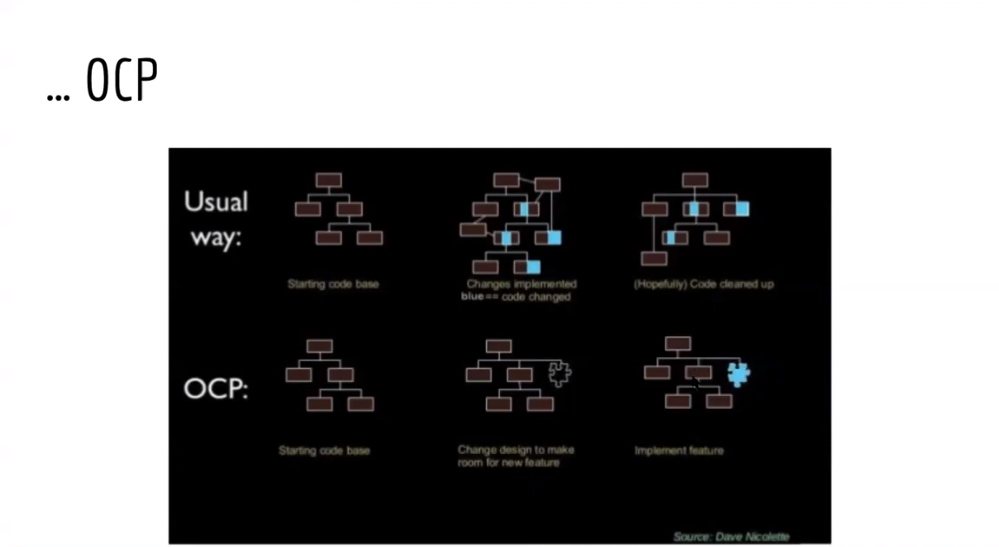 ... OCP
Usual
way:
Starting code base
Changes implemented
blue== code changed
(Hopefully) Code cleaned up
OCP:
Starting code base
Change design to make
room for new feature
Implement feature
Source: Dave Nicolette